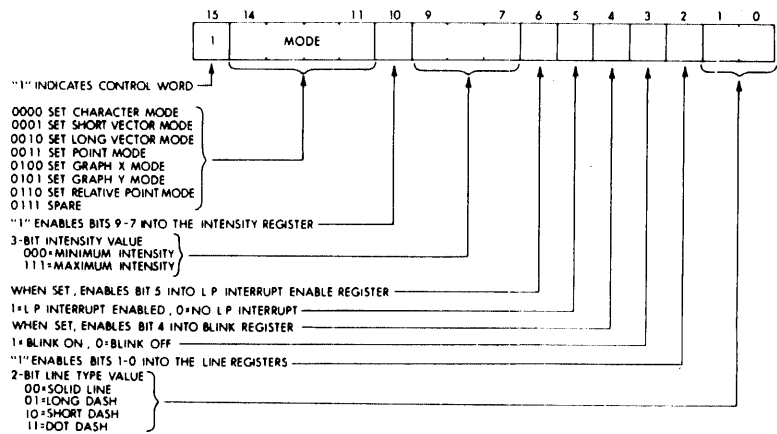 15 14 11 10 9 7 6 5 4 3 2 1 0
1 MODE
"1" INDICATES CONTROL WORD
0000 SET CHARACTER MODE
0001 SET SHORT VECTOR MODE
0010 SET LONG VECTOR MODE
0011 SET POINT MODE
0100 SET GRAPH X MODE
0101 SET GRAPH Y MODE
0110 SET RELATIVE POINT MODE
0111 SPARE
"1" ENABLES BITS 9-7 INTO THE INTENSITY REGISTER
3-BIT INTENSITY VALUE
000=MINIMUM INTENSITY
111=MAXIMUM INTENSITY
WHEN SET, ENABLES BIT 5 INTO L P INTERRUPT ENABLE REGISTER
1=L P INTERRUPT ENABLED, 0=NO L P INTERRUPT
WHEN SET, ENABLES BIT 4 INTO BLINK REGISTER
1=BLINK ON, 0=BLINK OFF
"1" ENABLES BITS 1-0 INTO THE LINE REGISTERS
2-BIT LINE TYPE VALUE
00=SOLID LINE
01=LONG DASH
10=SHORT DASH
11=DOT DASH